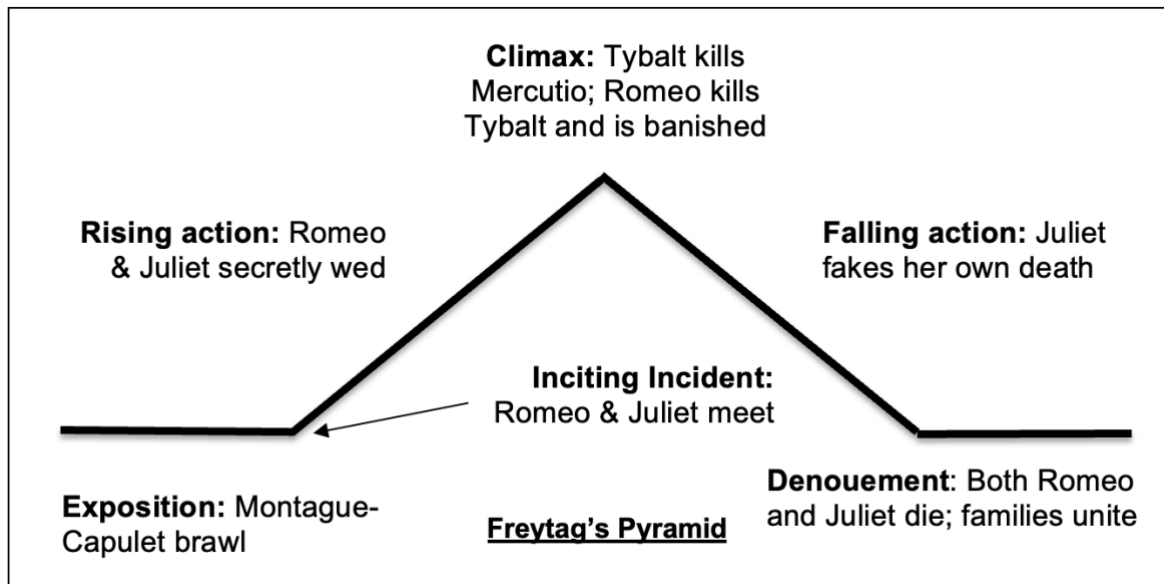 Climax: Tybalt kills
Mercutio; Romeo kills
Tybalt and is banished
Rising action: Romeo
& Juliet secretly wed
Falling action: Juliet
fakes her own death
Inciting Incident:
Romeo & Juliet meet
Exposition: Montague-
Capulet brawl
Freytag’s Pyramid
Denouement: Both Romeo
and Juliet die; families unite